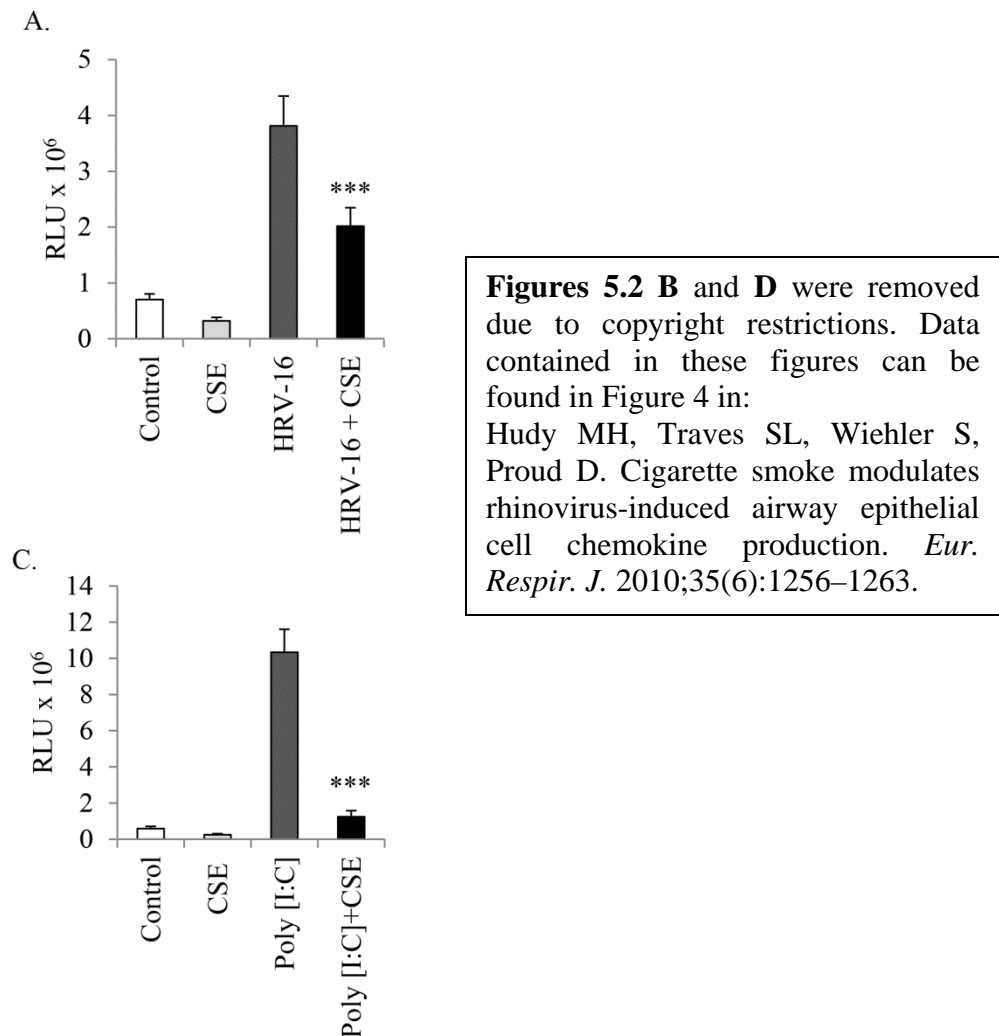 A.
5
4
3
2
1
0
RLU x 10⁶
***
Control
CSE
HRV-16
HRV-16 + CSE
Figures 5.2 B and D were removed
due to copyright restrictions. Data
contained in these figures can be
found in Figure 4 in:
Hudy MH, Traves SL, Wiehler S,
Proud D. Cigarette smoke modulates
rhinovirus-induced airway epithelial
cell chemokine production. Eur.
Respir. J. 2010;35(6):1256–1263.
C.
14
12
10
8
6
4
2
0
RLU x 10⁶
***
Control
CSE
Poly [I:C]
Poly [I:C]+CSE